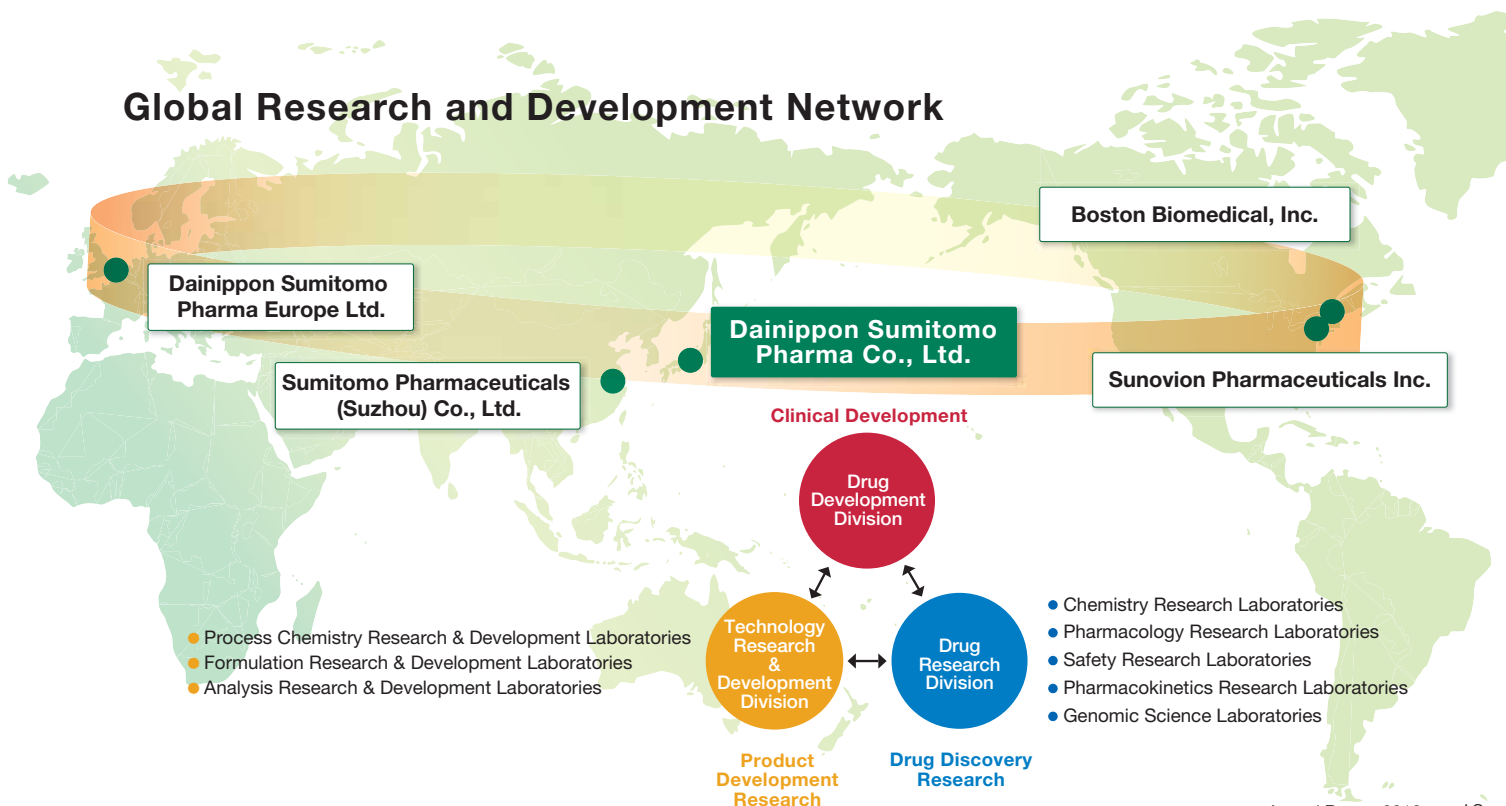 Global Research and Development Network
Boston Biomedical, Inc.
Dainippon Sumitomo
Pharma Europe Ltd.
Dainippon Sumitomo
Pharma Co., Ltd.
Sumitomo Pharmaceuticals
(Suzhou) Co., Ltd.
Sunovion Pharmaceuticals Inc.
Clinical Development
Drug
Development
Division
Technology
Research
&
Development
Division
Drug
Research
Division
● Process Chemistry Research & Development Laboratories
● Formulation Research & Development Laboratories
● Analysis Research & Development Laboratories
● Chemistry Research Laboratories
● Pharmacology Research Laboratories
● Safety Research Laboratories
● Pharmacokinetics Research Laboratories
● Genomic Science Laboratories
Product
Development
Research
Drug Discovery
Research